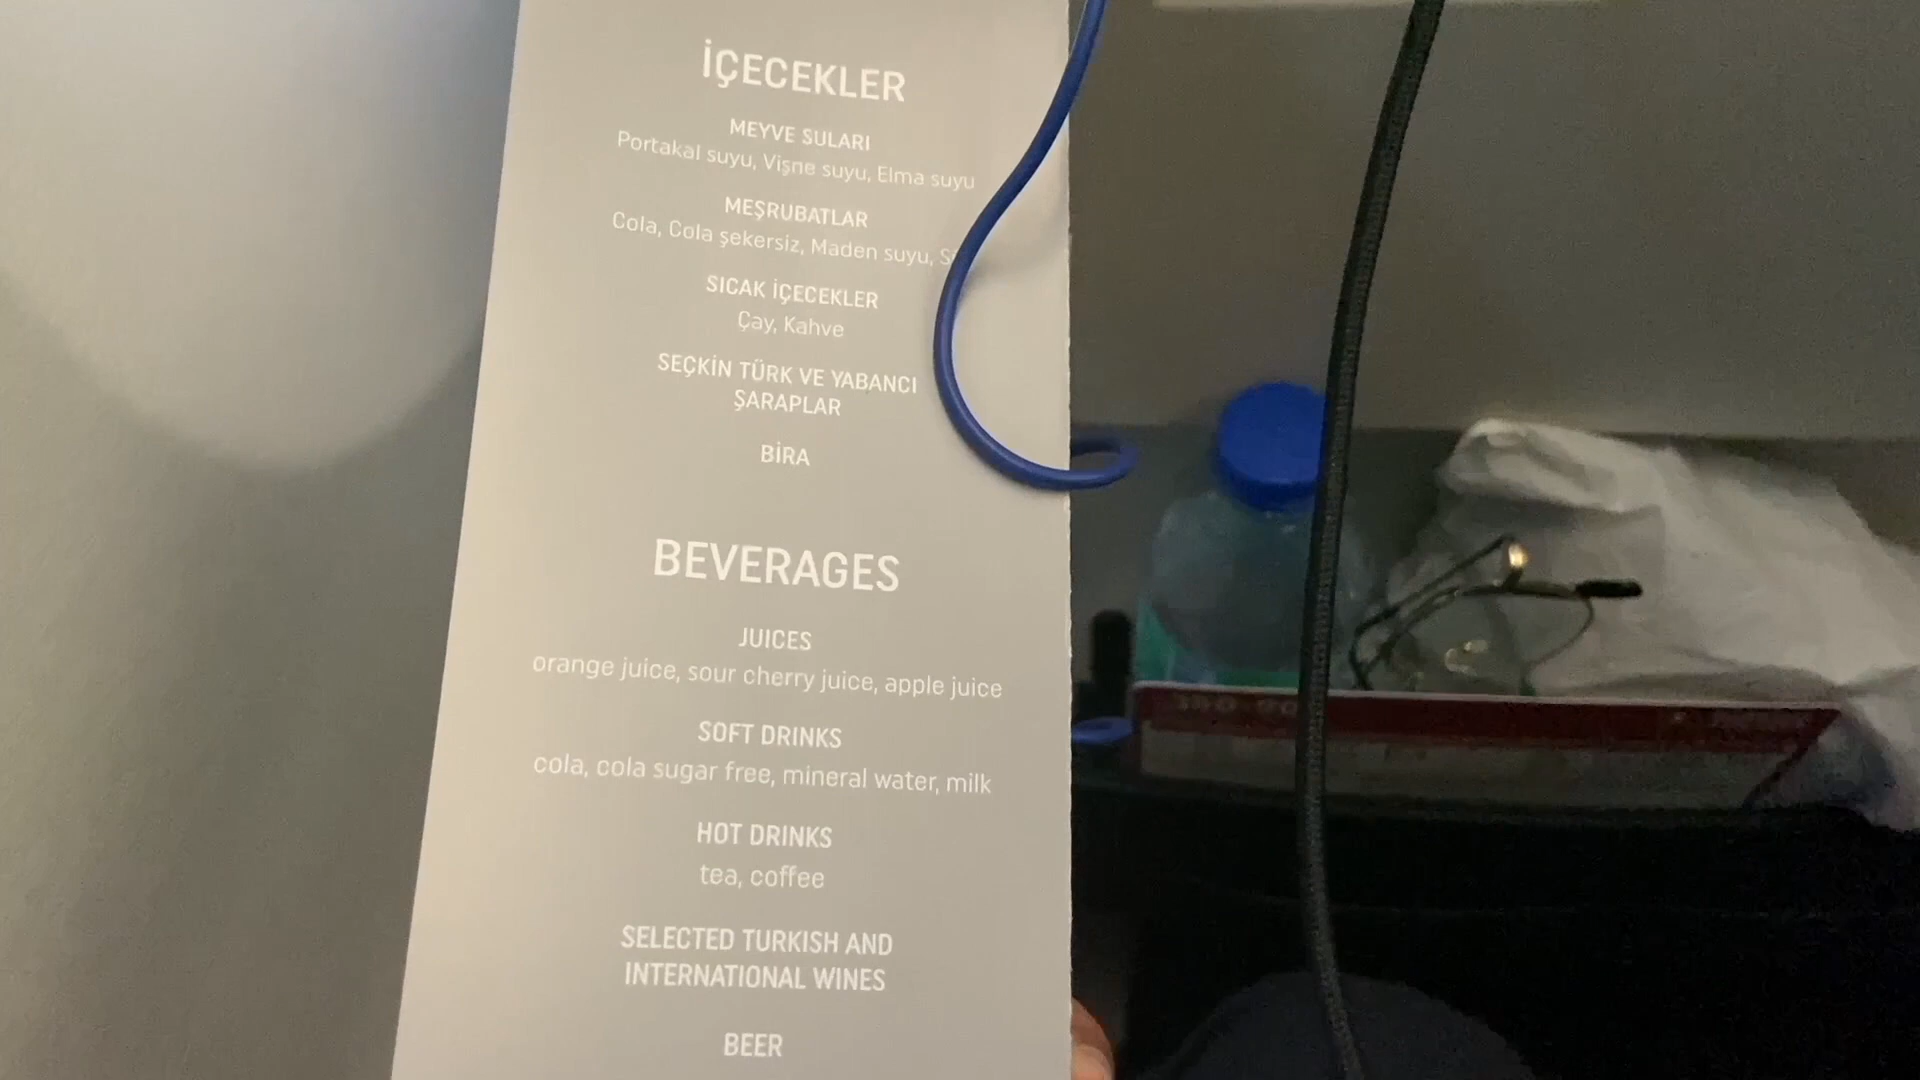 İÇECEKLER
MEYVE SULARI
Portakal suyu, Vişne suyu, Elma suyu
MEŞRUBATLAR
Cola, Cola şekersiz, Maden suyu,
SICAK İÇECEKLER
Çay, Kahve
SEÇKİN TÜRK VE YABANCI
ŞARAPLAR
BİRA
BEVERAGES
JUICES
orange juice, sour cherry juice, apple juice
SOFT DRINKS
cola, cola sugar free, mineral water, milk
HOT DRINKS
tea, coffee
SELECTED TURKISH AND
INTERNATIONAL WINES
BEER